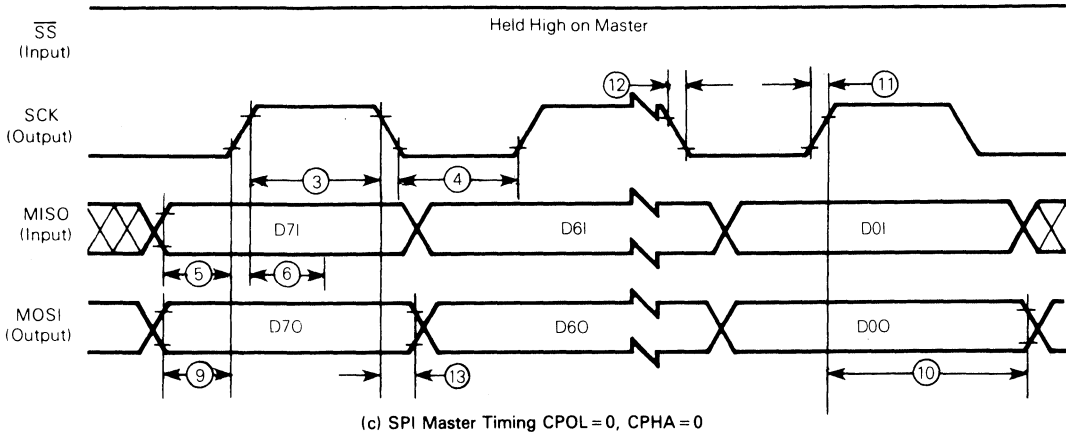 SS
(Input)
Held High on Master
12
11
SCK
(Output)
3
4
MISO
(Input)
D7I
D6I
D0I
5
6
MOSI
(Output)
D7O
D6O
D0O
9
13
10
(c) SPI Master Timing CPOL=0, CPHA=0